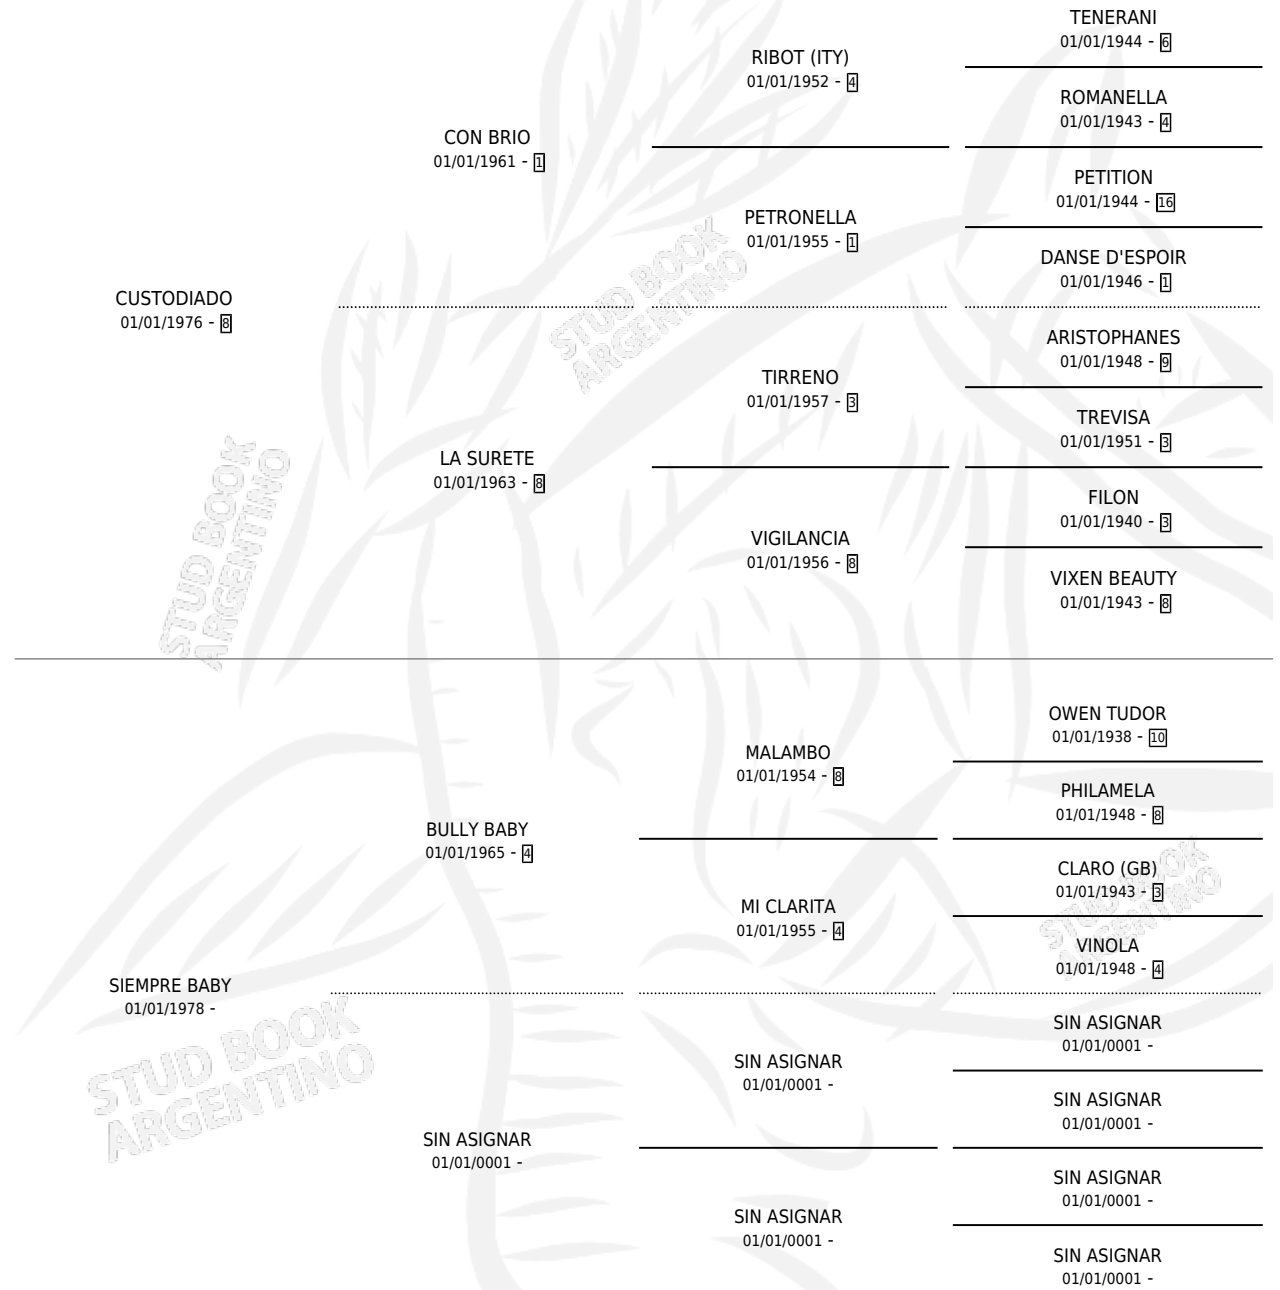 TENERANI
01/01/1944 - 6
RIBOT (ITY)
01/01/1952 - 4
ROMANELLA
01/01/1943 - 4
CON BRIO
01/01/1961 - 1
PETITION
01/01/1944 - 16
PETRONELLA
01/01/1955 - 1
DANSE D'ESPOIR
01/01/1946 - 1
CUSTODIADO
01/01/1976 - 8
ARISTOPHANES
01/01/1948 - 9
TIRRENO
01/01/1957 - 3
TREVISA
01/01/1951 - 3
LA SURETE
01/01/1963 - 8
FILON
01/01/1940 - 3
VIGILANCIA
01/01/1956 - 8
VIXEN BEAUTY
01/01/1943 - 8
STUD BOOK
ARGENTINO
STUD BOOK
ARGENTINO
OWEN TUDOR
01/01/1938 - 10
MALAMBO
01/01/1954 - 8
PHILAMELA
01/01/1948 - 8
BULLY BABY
01/01/1965 - 4
CLARO (GB)
01/01/1943 - 3
MI CLARITA
01/01/1955 - 4
VINOLA
01/01/1948 - 4
STUD BOOK
ARGENTINO
SIEMPRE BABY
01/01/1978 -
SIN ASIGNAR
01/01/0001 -
SIN ASIGNAR
01/01/0001 -
SIN ASIGNAR
01/01/0001 -
SIN ASIGNAR
01/01/0001 -
SIN ASIGNAR
01/01/0001 -
SIN ASIGNAR
01/01/0001 -
SIN ASIGNAR
01/01/0001 -
STUD BOOK
ARGENTINO